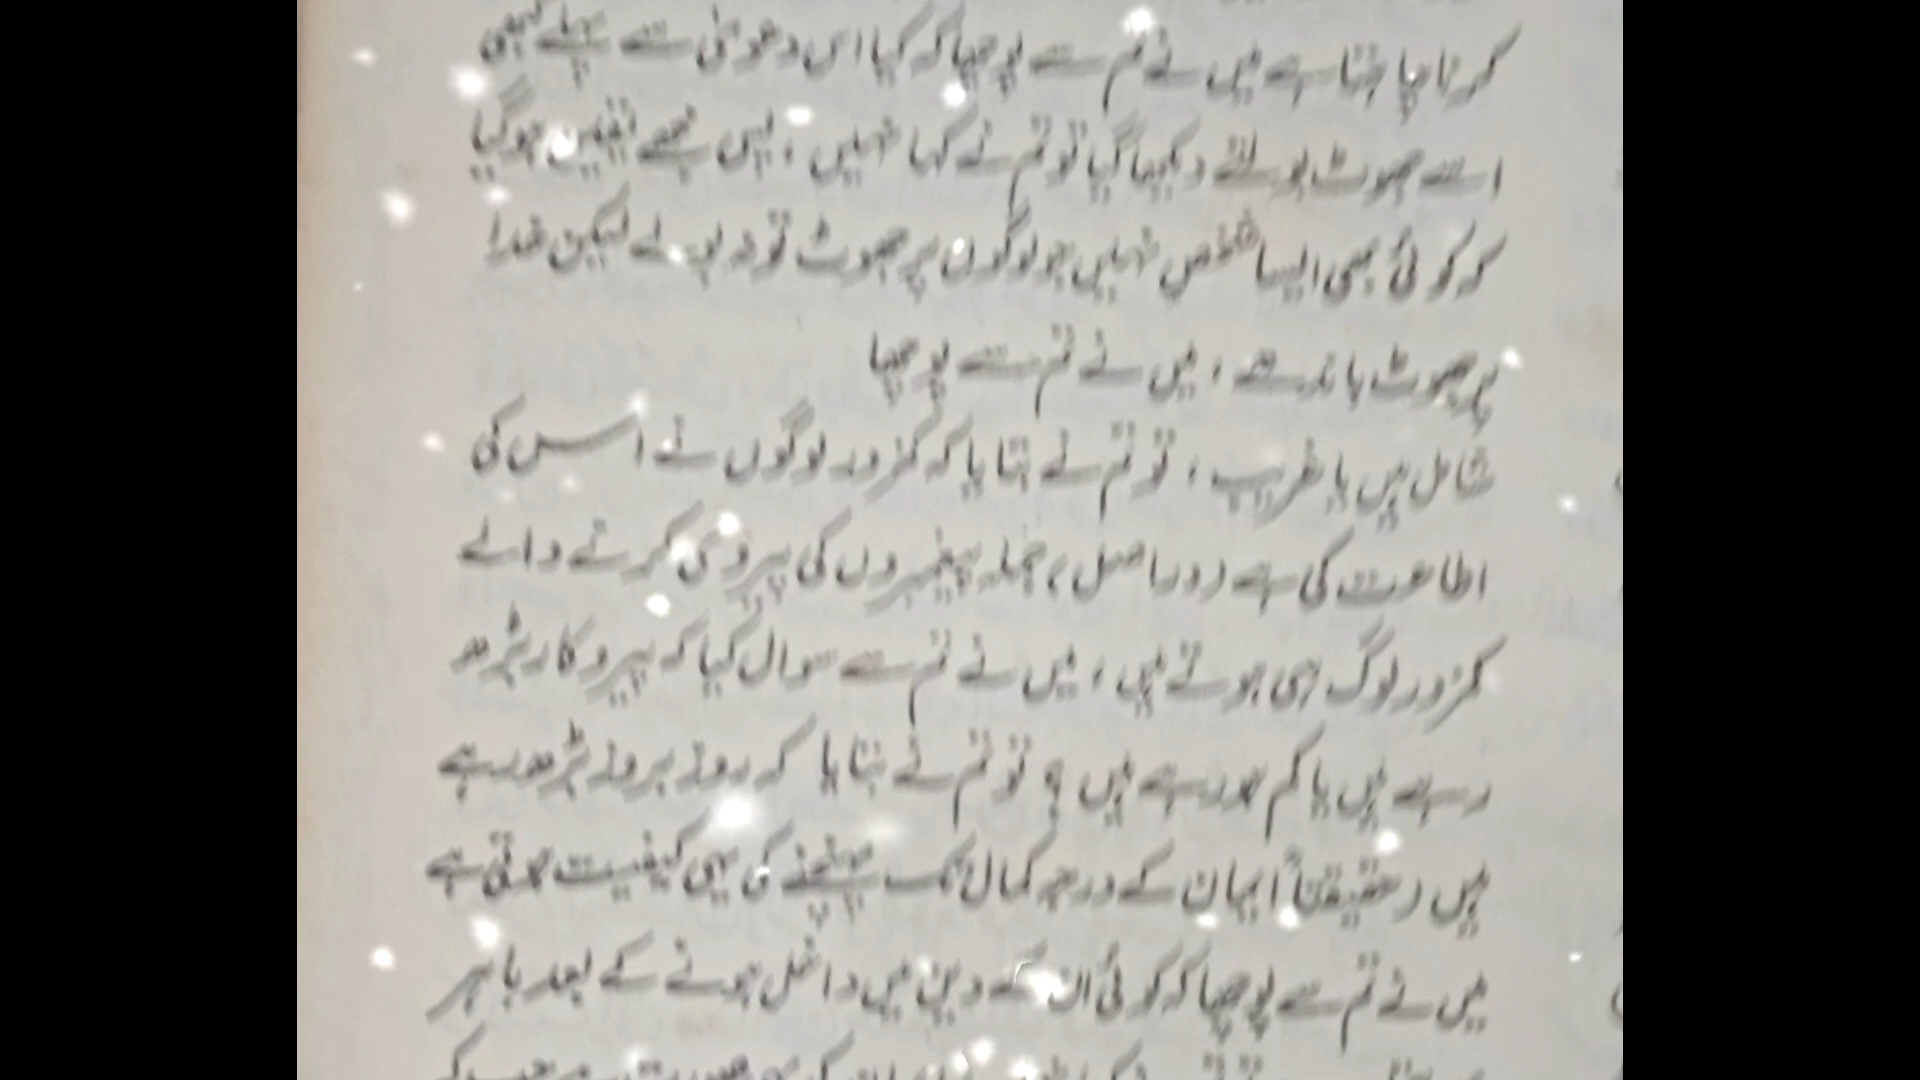 کرنا چاہتا ہے میں نے تم سے پوچھا کہ کیا اس دعویٰ سے پہلے کبھی
اسے جھوٹ بولتے دیکھا گیا تو تم نے کہا نہیں ، پس مجھے یقین ہوگیا
کہ کوئی بھی ایسا شخص نہیں جو لوگوں پر جھوٹ تو نہ بولے لیکن خدا
پر جھوٹ باندھے ، میں نے تم سے پوچھا
شامل ہیں یا غریب ، تو تم نے بتایا کہ کمزور لوگوں نے اس کی
اطاعت کی ہے (دراصل) جملہ پیغمبروں کی پیروی کرنے والے
کمزور لوگ ہی ہوتے ہیں ، میں نے تم سے سوال کیا کہ پیروکار بڑھ
رہے ہیں یا کم ہو رہے ہیں ؟ تو تم نے بتایا کہ روز بروز بڑھ رہے
ہیں (حقیقتاً ایمان کے درجہ کمال تک پہنچنے کی یہی کیفیت ہوتی ہے
میں نے تم سے پوچھا کہ کوئی ان کے دین میں داخل ہونے کے بعد باہر